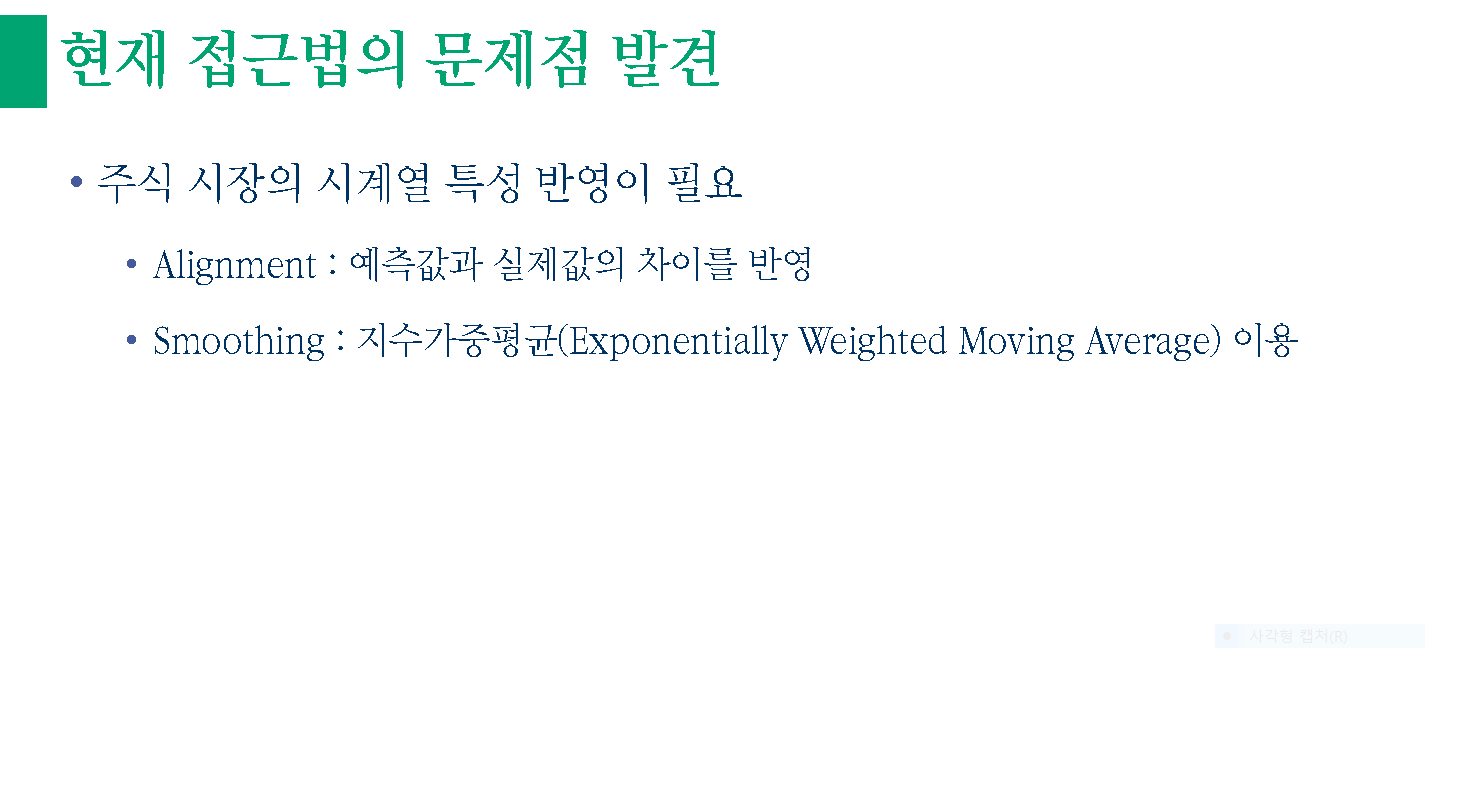 현재 접근법의 문제점 발견
• 주식 시장의 시계열 특성 반영이 필요
• Alignment : 예측값과 실제값의 차이를 반영
• Smoothing : 지수가중평균(Exponentially Weighted Moving Average) 이용
사각형 캡처(R)